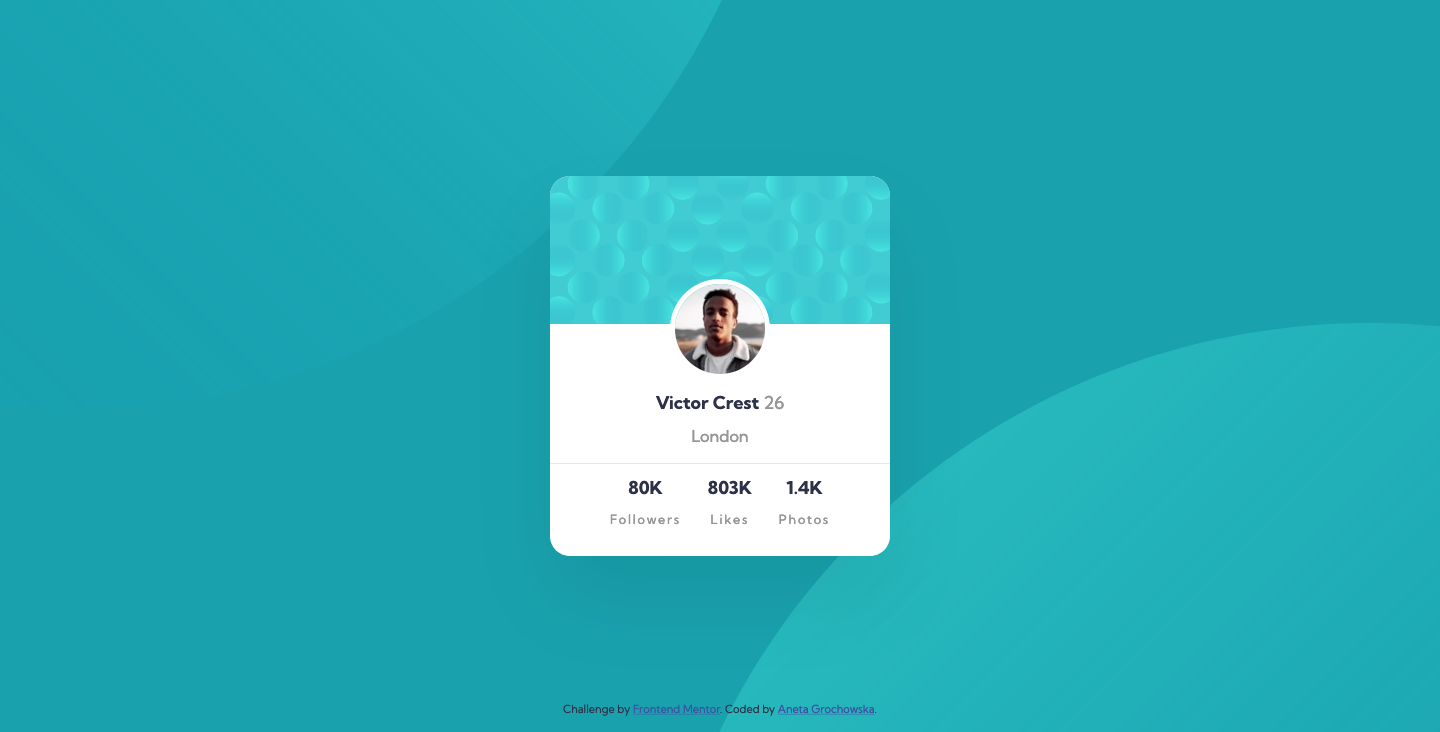 Victor Crest 26
London
80K 803K 1.4K
Followers Likes Photos
Challenge by Frontend Mentor. Coded by Aneta Grochowska.